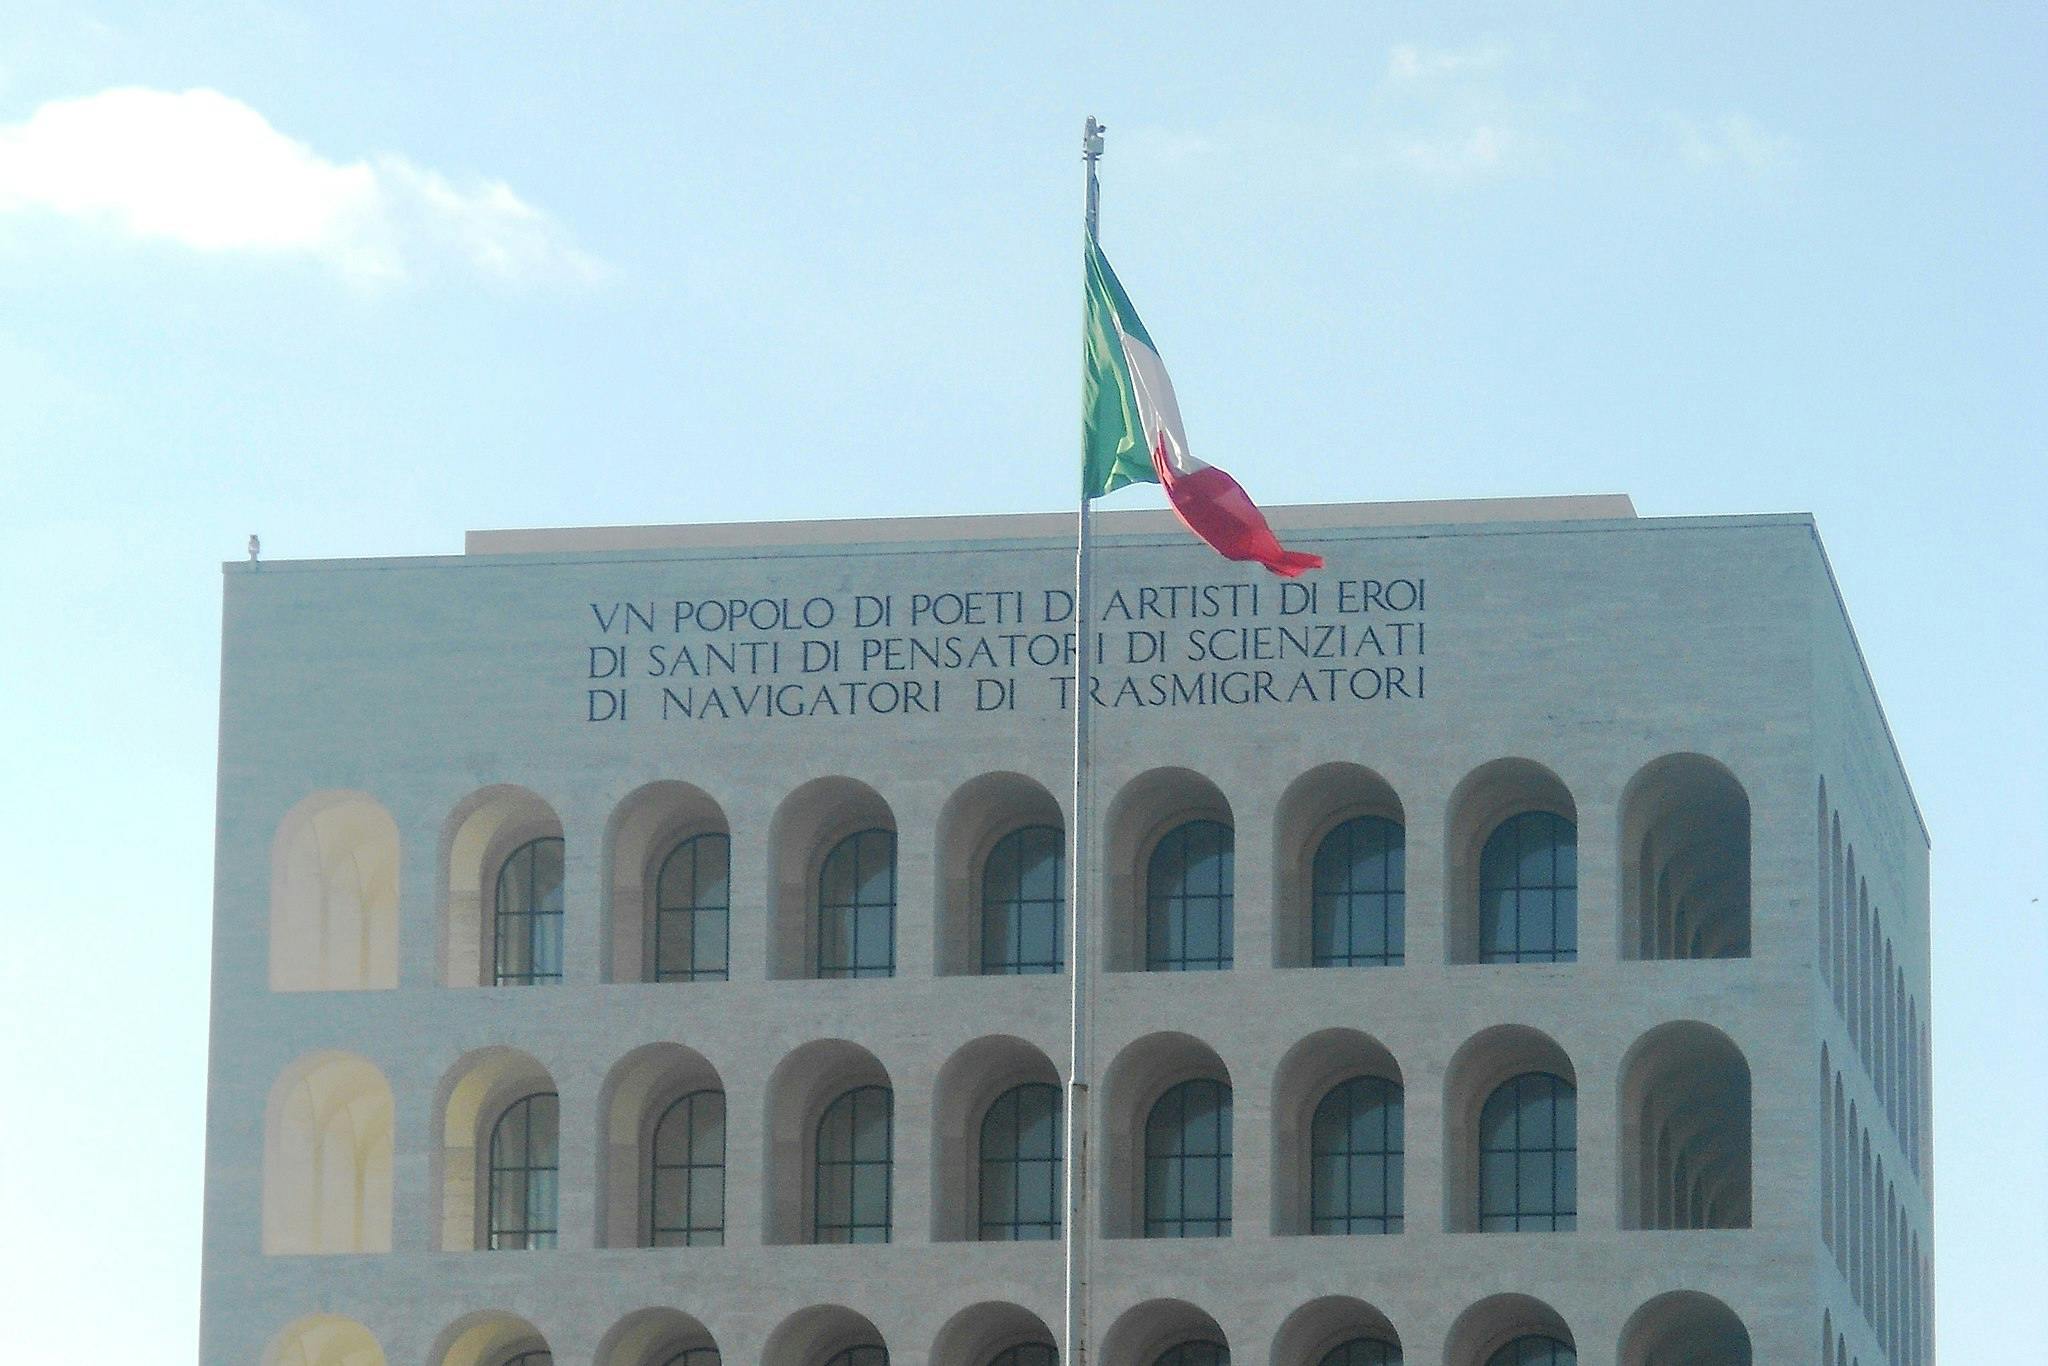 VN POPOLO DI POETI DI ARTISTI DI EROI
DI SANTI DI PENSATORI DI SCIENZIATI
DI NAVIGATORI DI TRASMIGRATORI